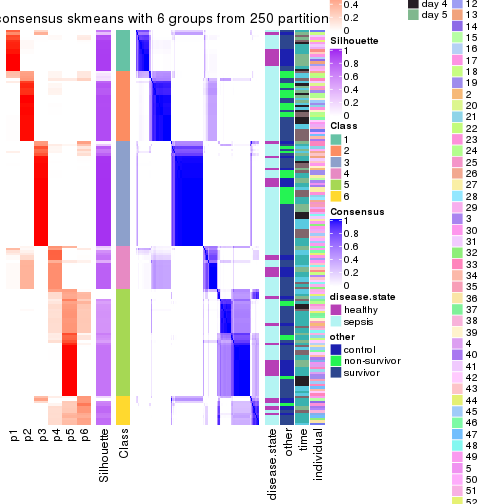 consensus skmeans with 6 groups from 250 partition
p1
p2
p3
p4
p5
p6
Silhouette
Class
disease.state
other
time
individual
0.4
0.2
0
Silhouette
1
0.8
0.6
0.4
0.2
0
Class
1
2
3
4
5
6
Consensus
1
0.8
0.6
0.4
0.2
0
disease.state
healthy
sepsis
other
control
non-survivor
survivor
day 4
day 5
12
13
14
15
16
17
18
19
2
20
21
22
23
24
25
26
27
28
29
3
30
31
32
33
34
35
36
37
38
39
4
40
41
42
43
44
45
46
47
48
49
5
50
51
52